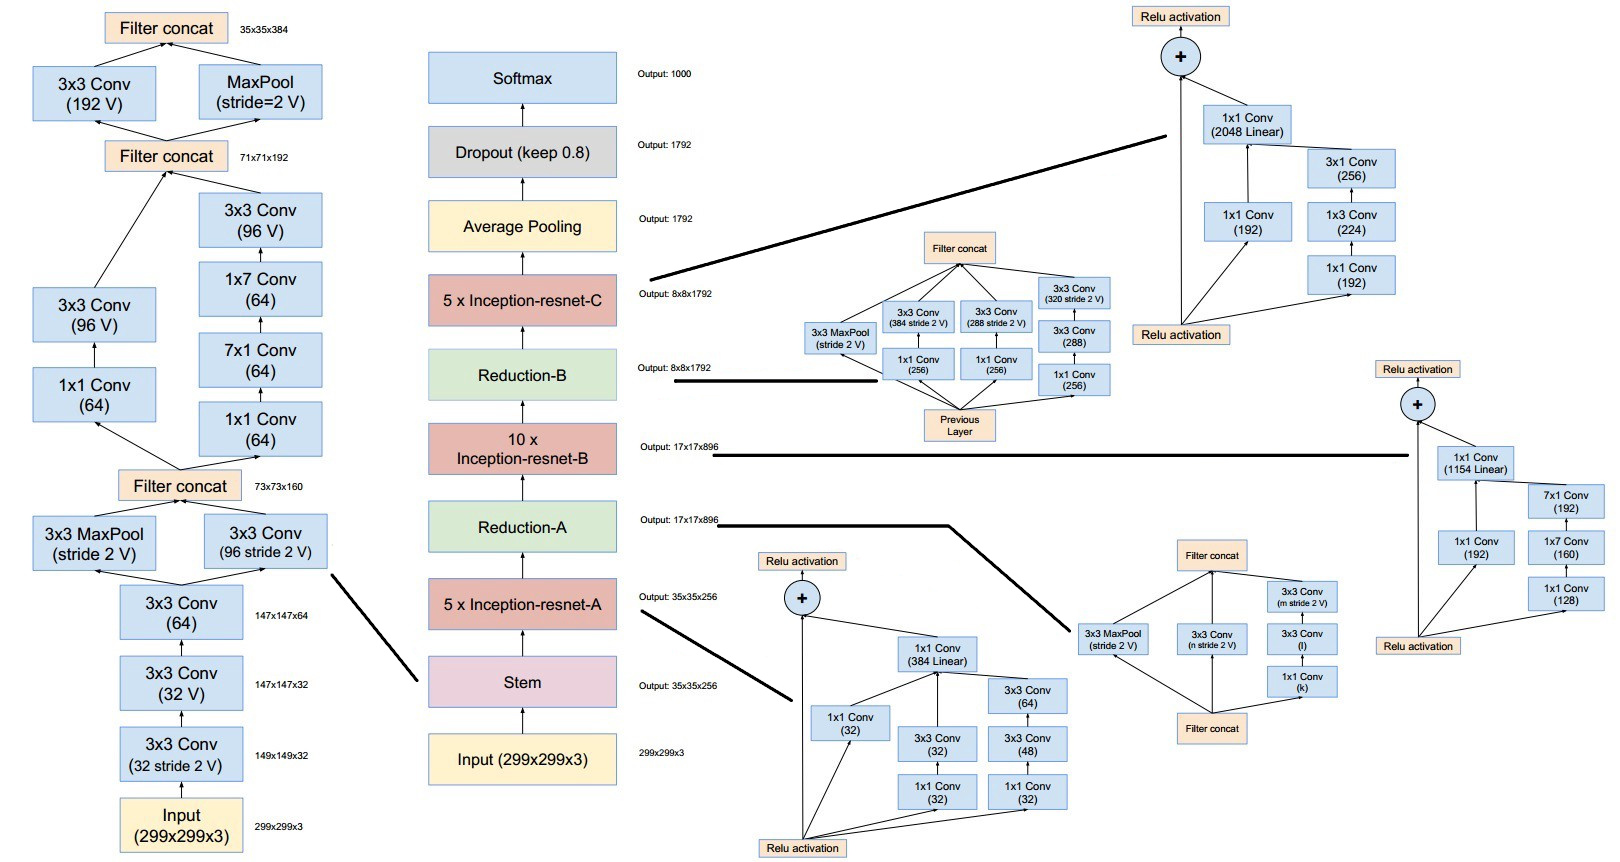 Filter concat
35x35x384
3x3 Conv
(192 V)
MaxPool
(stride=2 V)
Filter concat
71x71x192
3x3 Conv
(96 V)
1x7 Conv
(64)
3x3 Conv
(96 V)
7x1 Conv
(64)
1x1 Conv
(64)
1x1 Conv
(64)
Filter concat
73x73x160
3x3 MaxPool
(stride 2 V)
3x3 Conv
(96 stride 2 V)
3x3 Conv
(64)
147x147x64
3x3 Conv
(32 V)
147x147x32
3x3 Conv
(32 stride 2 V)
149x149x32
Input
(299x299x3)
299x299x3
Softmax
Output: 1000
Dropout (keep 0.8)
Output: 1792
Average Pooling
Output: 1792
5 x Inception-resnet-C
Output: 8x8x1792
Reduction-B
Output: 8x8x1792
10 x
Inception-resnet-B
Output: 17x17x896
Reduction-A
Output: 17x17x896
5 x Inception-resnet-A
Output: 35x35x256
Stem
Output: 35x35x256
Input (299x299x3)
299x299x3
Relu activation
+
1x1 Conv
(2048 Linear)
3x1 Conv
(256)
1x1 Conv
(192)
1x3 Conv
(224)
1x1 Conv
(192)
Relu activation
Filter concat
3x3 MaxPool
(stride 2 V)
3x3 Conv
(384 stride 2 V)
1x1 Conv
(256)
3x3 Conv
(288 stride 2 V)
1x1 Conv
(256)
3x3 Conv
(320 stride 2 V)
3x3 Conv
(288)
1x1 Conv
(256)
Previous
Layer
Relu activation
+
1x1 Conv
(1154 Linear)
7x1 Conv
(192)
1x1 Conv
(192)
1x7 Conv
(160)
1x1 Conv
(128)
Relu activation
Filter concat
3x3 MaxPool
(stride 2 V)
3x3 Conv
(n stride 2 V)
3x3 Conv
(m stride 2 V)
3x3 Conv
(l)
1x1 Conv
(k)
Filter concat
Relu activation
+
1x1 Conv
(384 Linear)
1x1 Conv
(32)
3x3 Conv
(32)
1x1 Conv
(32)
3x3 Conv
(64)
3x3 Conv
(48)
1x1 Conv
(32)
Relu activation